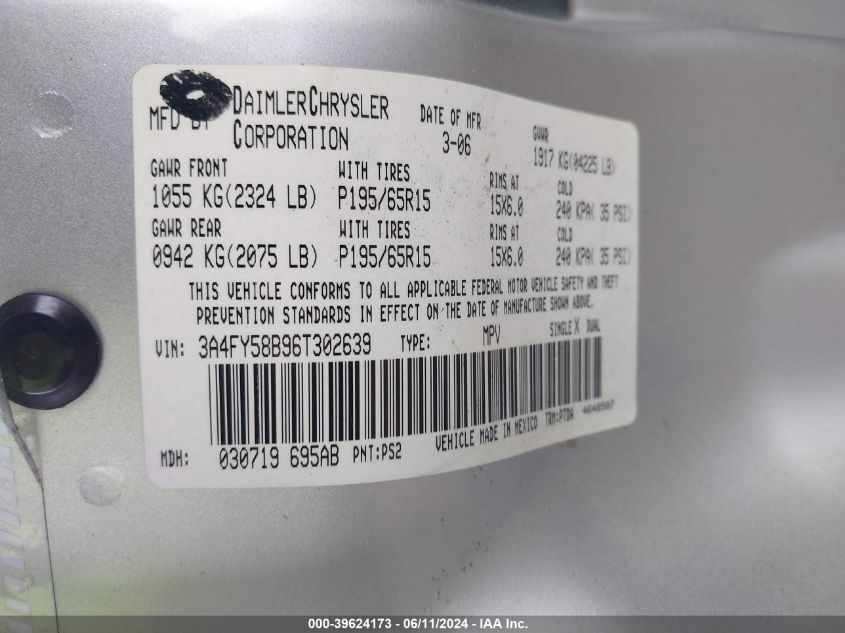 MFD BY DAIMLERCHRYSLER CORPORATION
DATE OF MFR 3-06
GVWR 1917 KG(04225 LB)
GAWR FRONT WITH TIRES RIMS AT COLD
1055 KG(2324 LB) P195/65R15 15X6.0 240 KPA( 35 PSI)
GAWR REAR WITH TIRES RIMS AT COLD
0942 KG(2075 LB) P195/65R15 15X6.0 240 KPA( 35 PSI)
THIS VEHICLE CONFORMS TO ALL APPLICABLE FEDERAL MOTOR VEHICLE SAFETY AND THEFT
PREVENTION STANDARDS IN EFFECT ON THE DATE OF MANUFACTURE SHOWN ABOVE.
VIN: 3A4FY58B96T302639 TYPE: MPV SINGLE X DUAL
MDH: 030719 695AB PNT:PS2 VEHICLE MADE IN MEXICO TRM:P7DA 4648507
000-39624173 - 06/11/2024 - IAA Inc.